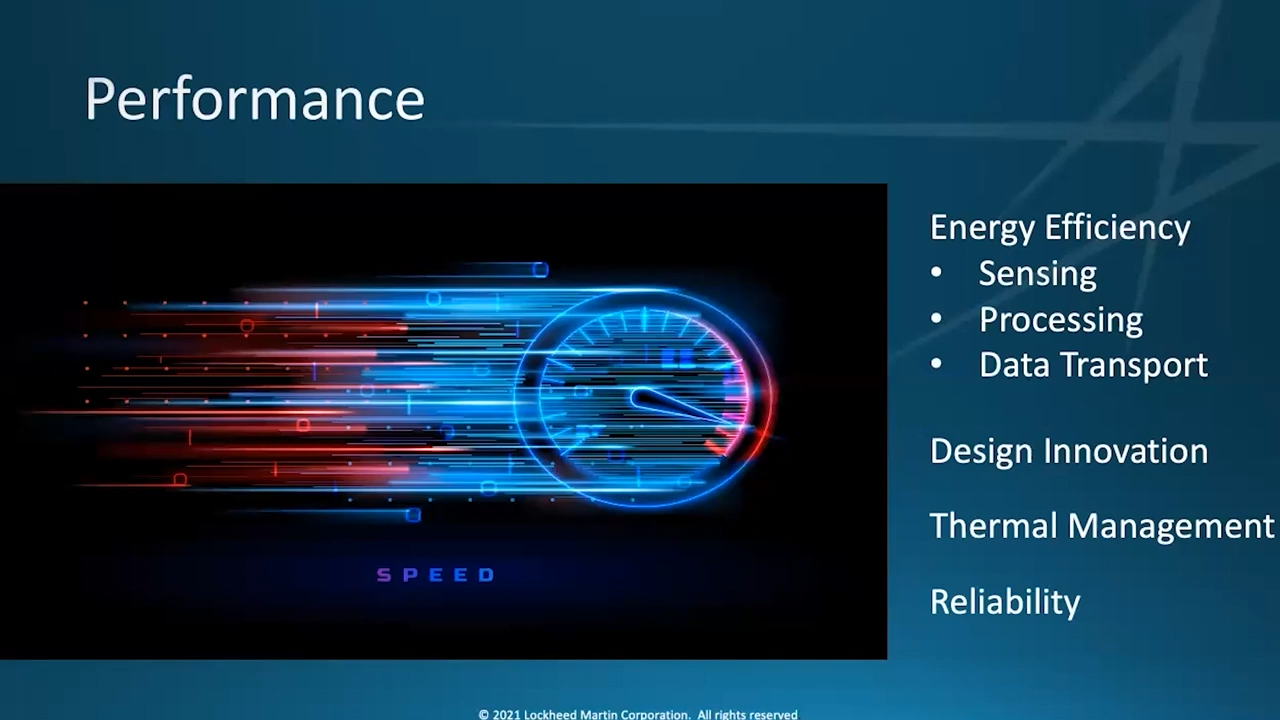 Performance
Energy Efficiency
• Sensing
• Processing
• Data Transport
Design Innovation
Thermal Management
Reliability
SPEED
© 2021 Lockheed Martin Corporation. All rights reserved